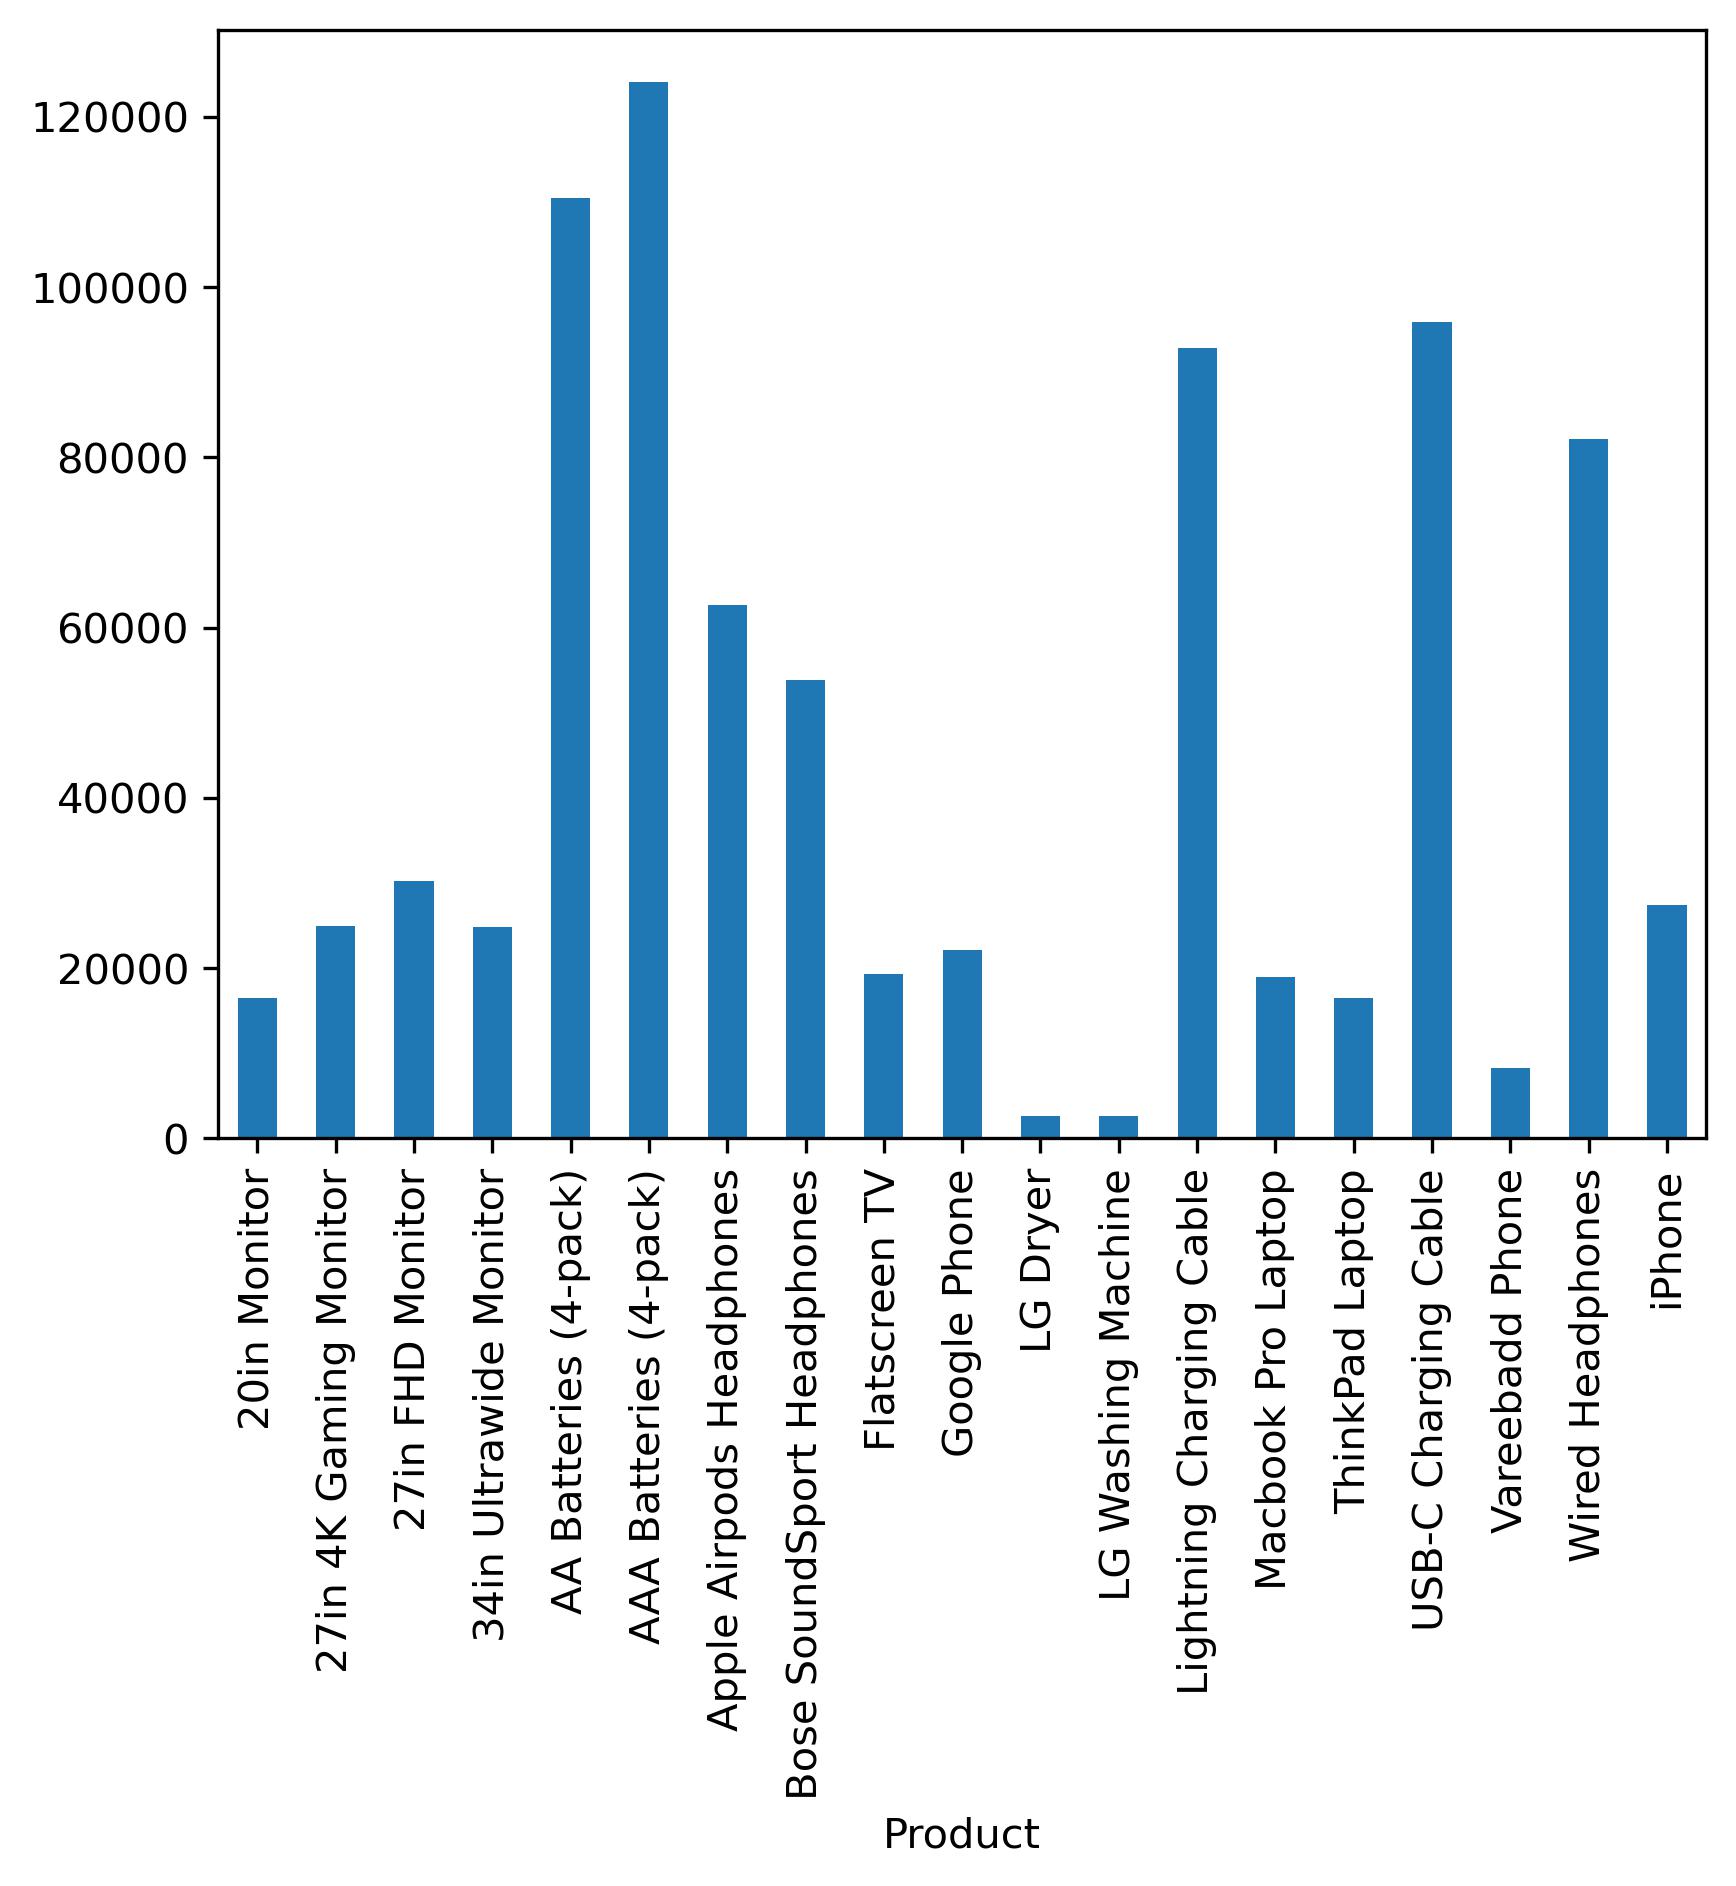 120000
100000
80000
60000
40000
20000
0
20in Monitor
27in 4K Gaming Monitor
27in FHD Monitor
34in Ultrawide Monitor
AA Batteries (4-pack)
AAA Batteries (4-pack)
Apple Airpods Headphones
Bose SoundSport Headphones
Flatscreen TV
Google Phone
LG Dryer
LG Washing Machine
Lightning Charging Cable
Macbook Pro Laptop
ThinkPad Laptop
USB-C Charging Cable
Vareebadd Phone
Wired Headphones
iPhone
Product